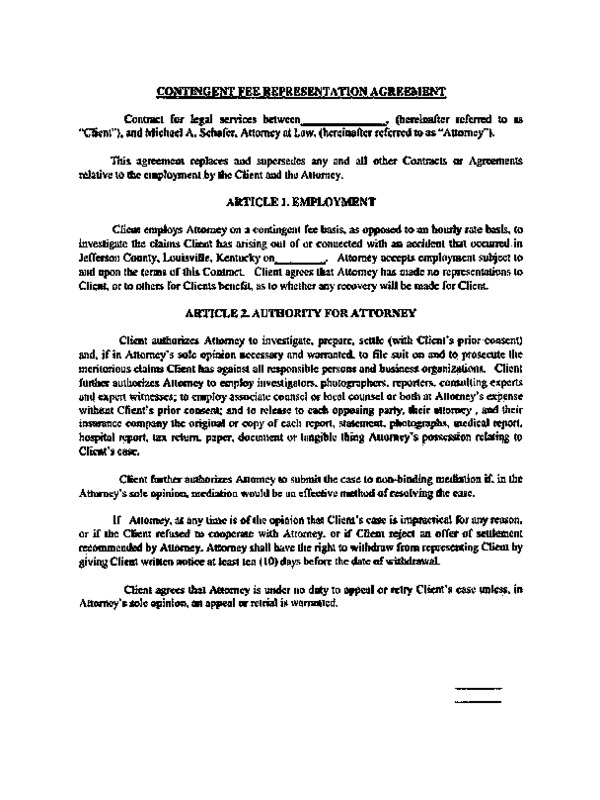 CONTINGENT FEE REPRESENTATION AGREEMENT
Contract for legal services between_______________, (hereinafter referred to as
"Client"), and Michael A. Schafer, Attorney at Law, (hereinafter referred to as "Attorney").
This agreement replaces and supersedes any and all other Contracts or Agreements
relative to the employment by the Client and the Attorney.
ARTICLE 1. EMPLOYMENT
Client employs Attorney on a contingent fee basis, as opposed to an hourly rate basis, to
investigate the claims Client has arising out of or connected with an accident that occurred in
Jefferson County, Louisville, Kentucky on_________. Attorney accepts employment subject to
and upon the terms of this Contract. Client agrees that Attorney has made no representations to
Client, or to others for Clients benefit, as to whether any recovery will be made for Client.
ARTICLE 2. AUTHORITY FOR ATTORNEY
Client authorizes Attorney to investigate, prepare, settle (with Client's prior consent)
and, if in Attorney's sole opinion necessary and warranted, to file suit on and to prosecute the
meritorious claims Client has against all responsible persons and business organizations. Client
further authorizes Attorney to employ investigators, photographers, reporters, consulting experts
and expert witnesses; to employ associate counsel or local counsel or both at Attorney's expense
without Client's prior consent; and to release to each opposing party, their attorney , and their
insurance company the original or copy of each report, statement, photographs, medical report,
hospital report, tax return, paper, document or tangible thing Attorney's possession relating to
Client's case.
Client further authorizes Attorney to submit the case to non-binding mediation if, in the
Attorney's sole opinion, mediation would be an effective method of resolving the case.
If Attorney, at any time is of the opinion that Client's case is impractical for any reason,
or if the Client refused to cooperate with Attorney, or if Client reject an offer of settlement
recommended by Attorney. Attorney shall have the right to withdraw from representing Client by
giving Client written notice at least ten (10) days before the date of withdrawal.
Client agrees that Attorney is under no duty to appeal or retry Client's case unless, in
Attorney's sole opinion, an appeal or retrial is warranted.